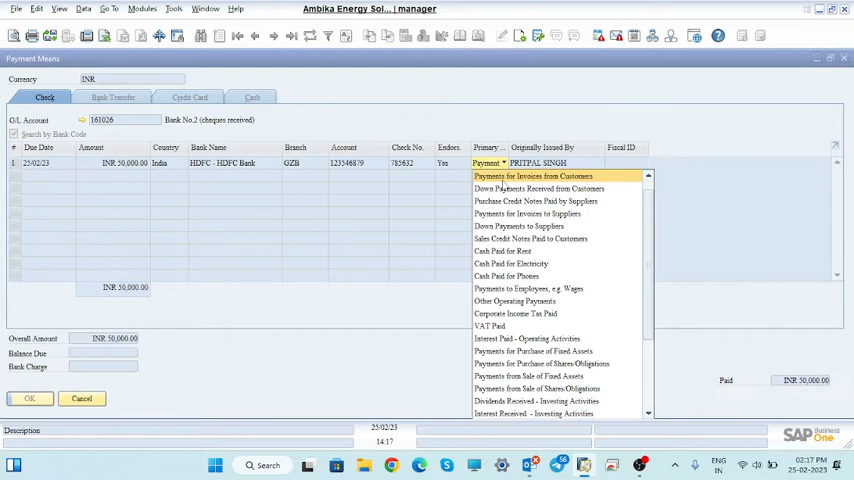 File Edit View Data Go To Modules Tools Window Help Ambika Energy Sol... | manager
Payment Means
Currency INR
Check Bank Transfer Credit Card Cash
G/L Account 161026 Bank No.2 (cheques received)
Search by Bank Code
# Due Date Amount Country Bank Name Branch Account Check No. Endors. Primary ... Originally Issued By Fiscal ID
1 25/02/23 INR 50,000.00 India HDFC - HDFC Bank GZB 123546879 785632 Yes Payment PRITPAL SINGH
Payments for Invoices from Customers
Down Payments Received from Customers
Purchase Credit Notes Paid by Suppliers
Payments for Invoices to Suppliers
Down Payments to Suppliers
Sales Credit Notes Paid to Customers
Cash Paid for Rent
Cash Paid for Electricity
Cash Paid for Phones
Payments to Employees, e.g. Wages
Other Operating Payments
Corporate Income Tax Paid
VAT Paid
Interest Paid - Operating Activities
Payments for Purchase of Fixed Assets
Payments for Purchase of Shares/Obligations
Payments from Sale of Fixed Assets
Payments from Sale of Shares/Obligations
Dividends Received - Investing Activities
Interest Received - Investing Activities
INR 50,000.00
Overall Amount INR 50,000.00
Balance Due
Bank Charge
Paid INR 50,000.00
OK Cancel
Description 25/02/23
14:17
SAP Business One
Search
56
ENG
IN
02:17 PM
25-02-2023